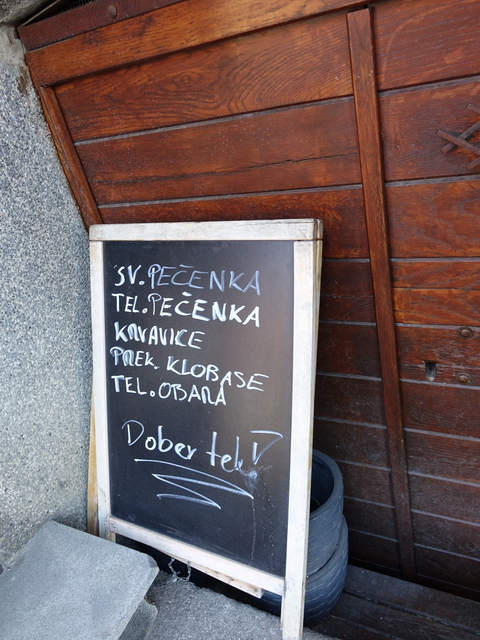 SV. PEČENKA
TEL. PEČENKA
KRVAVICE
PREK. KLOBASE
TEL. OBARA
Dober tek!